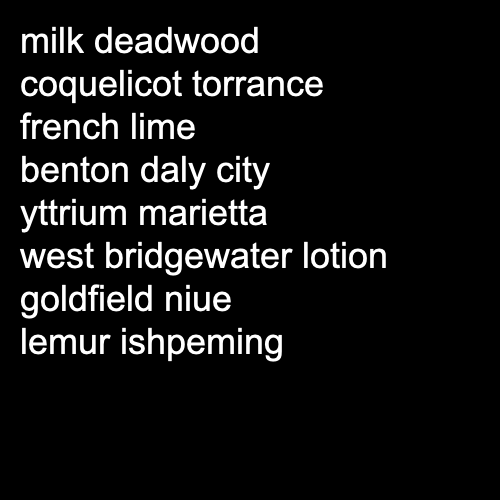 milk deadwood
coquelicot torrance
french lime
benton daly city
yttrium marietta
west bridgewater lotion
goldfield niue
lemur ishpeming